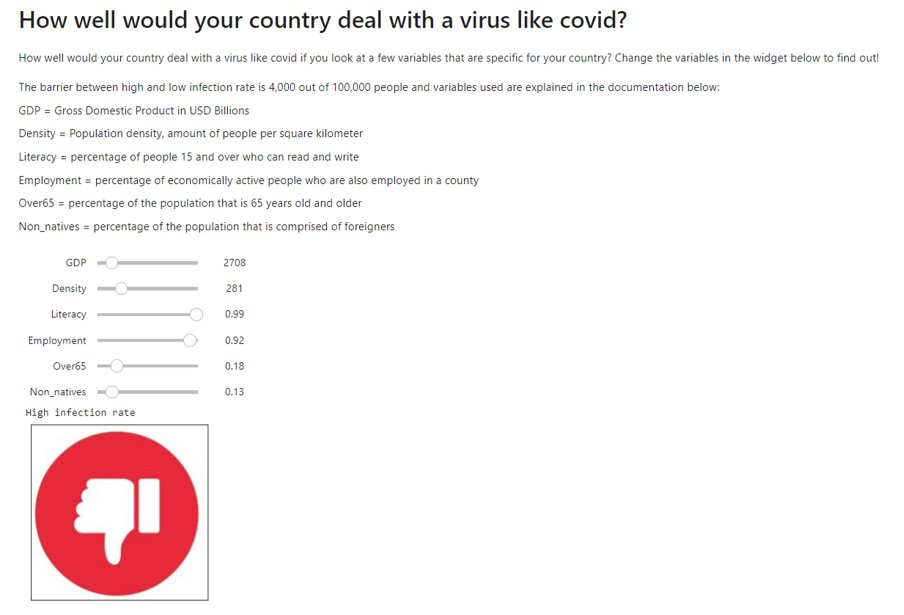 How well would your country deal with a virus like covid?
How well would your country deal with a virus like covid if you look at a few variables that are specific for your country? Change the variables in the widget below to find out!
The barrier between high and low infection rate is 4,000 out of 100,000 people and variables used are explained in the documentation below:
GDP = Gross Domestic Product in USD Billions
Density = Population density, amount of people per square kilometer
Literacy = percentage of people 15 and over who can read and write
Employment = percentage of economically active people who are also employed in a county
Over65 = percentage of the population that is 65 years old and older
Non_natives = percentage of the population that is comprised of foreigners
GDP 2708
Density 281
Literacy 0.99
Employment 0.92
Over65 0.18
Non_natives 0.13
High infection rate